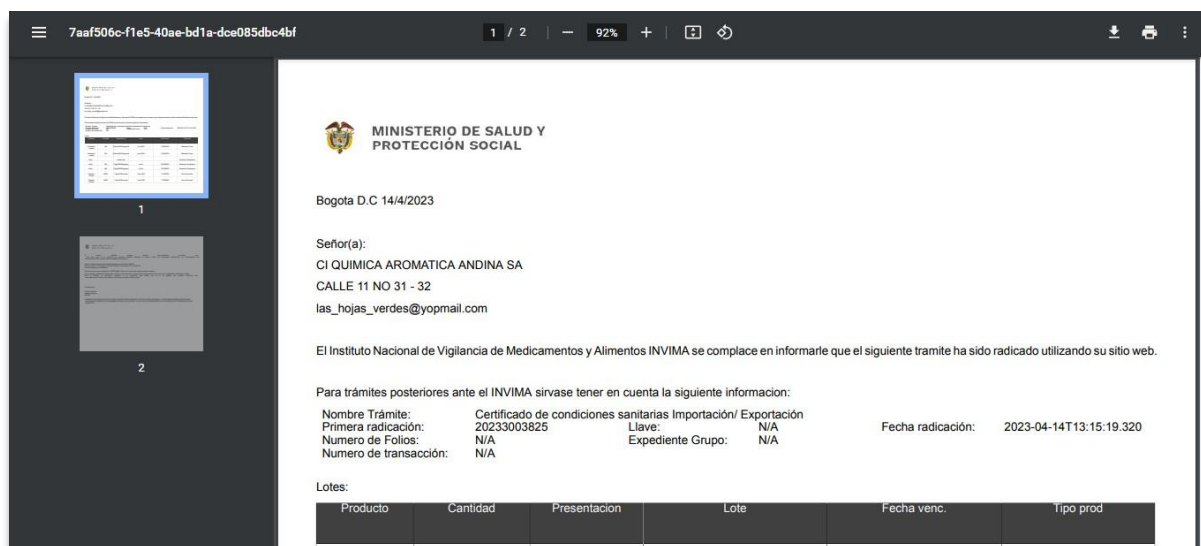 7aaf506c-f1e5-40ae-bd1a-dce085dbc4bf
1 / 2
92%
MINISTERIO DE SALUD Y
PROTECCIÓN SOCIAL
Bogota D.C 14/4/2023
Señor(a):
CI QUIMICA AROMATICA ANDINA SA
CALLE 11 NO 31 - 32
las_hojas_verdes@yopmail.com
El Instituto Nacional de Vigilancia de Medicamentos y Alimentos INVIMA se complace en informarle que el siguiente tramite ha sido radicado utilizando su sitio web.
Para trámites posteriores ante el INVIMA sirvase tener en cuenta la siguiente informacion:
Nombre Trámite: Certificado de condiciones sanitarias Importación/ Exportación
Primera radicación: 20233003825 Llave: N/A Fecha radicación: 2023-04-14T13:15:19.320
Numero de Folios: N/A Expediente Grupo: N/A
Numero de transacción: N/A
Lotes:
Producto Cantidad Presentacion Lote Fecha venc. Tipo prod
1
2